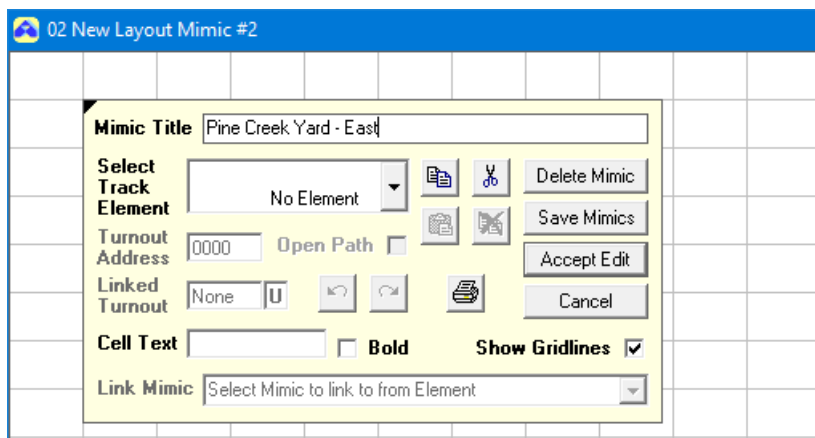 02 New Layout Mimic #2
Mimic Title Pine Creek Yard - East
Select Track Element No Element
Delete Mimic
Save Mimics
Turnout Address 0000 Open Path
Accept Edit
Linked Turnout None U
Cancel
Cell Text Bold Show Gridlines
Link Mimic Select Mimic to link to from Element